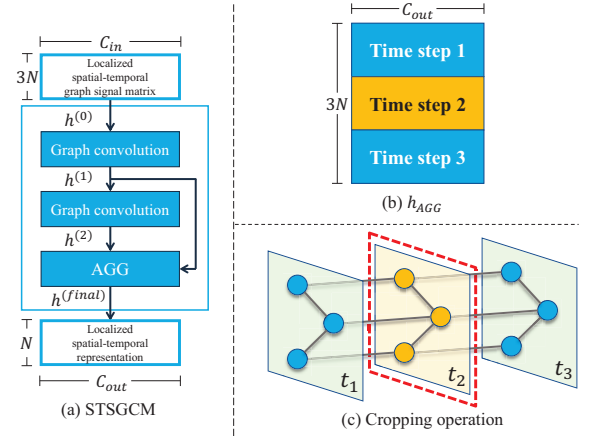 C_in
3N
Localized
spatial-temporal
graph signal matrix
h^(0)
Graph convolution
h^(1)
Graph convolution
h^(2)
AGG
h^(final)
N
Localized
spatial-temporal
representation
C_out
(a) STSGCM
C_out
Time step 1
3N
Time step 2
Time step 3
(b) h_AGG
t_1
t_2
t_3
(c) Cropping operation